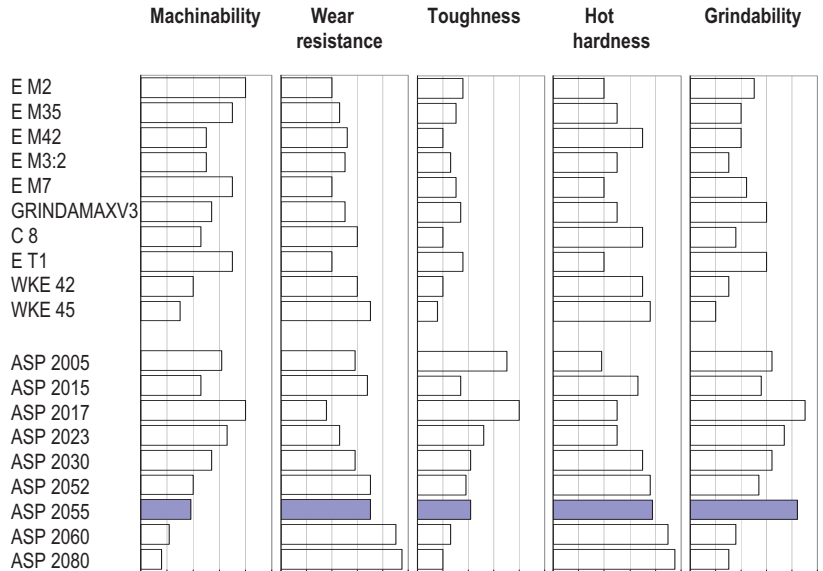 Machinability Wear Toughness Hot Grindability
resistance hardness
E M2
E M35
E M42
E M3:2
E M7
GRINDAMAXV3
C 8
E T1
WKE 42
WKE 45
ASP 2005
ASP 2015
ASP 2017
ASP 2023
ASP 2030
ASP 2052
ASP 2055
ASP 2060
ASP 2080